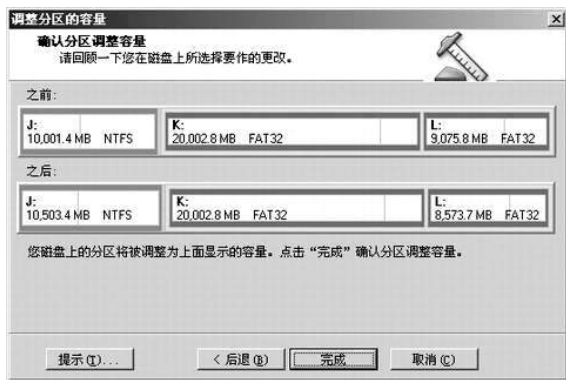 调整分区的容量
确认分区调整容量
请回顾一下您在磁盘上所选择要作的更改。
之前:
J:
10,001.4 MB NTFS
K:
20,002.8 MB FAT32
L:
9,075.8 MB FAT32
之后:
J:
10,503.4 MB NTFS
K:
20,002.8 MB FAT32
L:
8,573.7 MB FAT32
您磁盘上的分区将被调整为上面显示的容量。点击“完成”确认分区调整容量。
提示(T)... < 后退(B) 完成 取消(C)